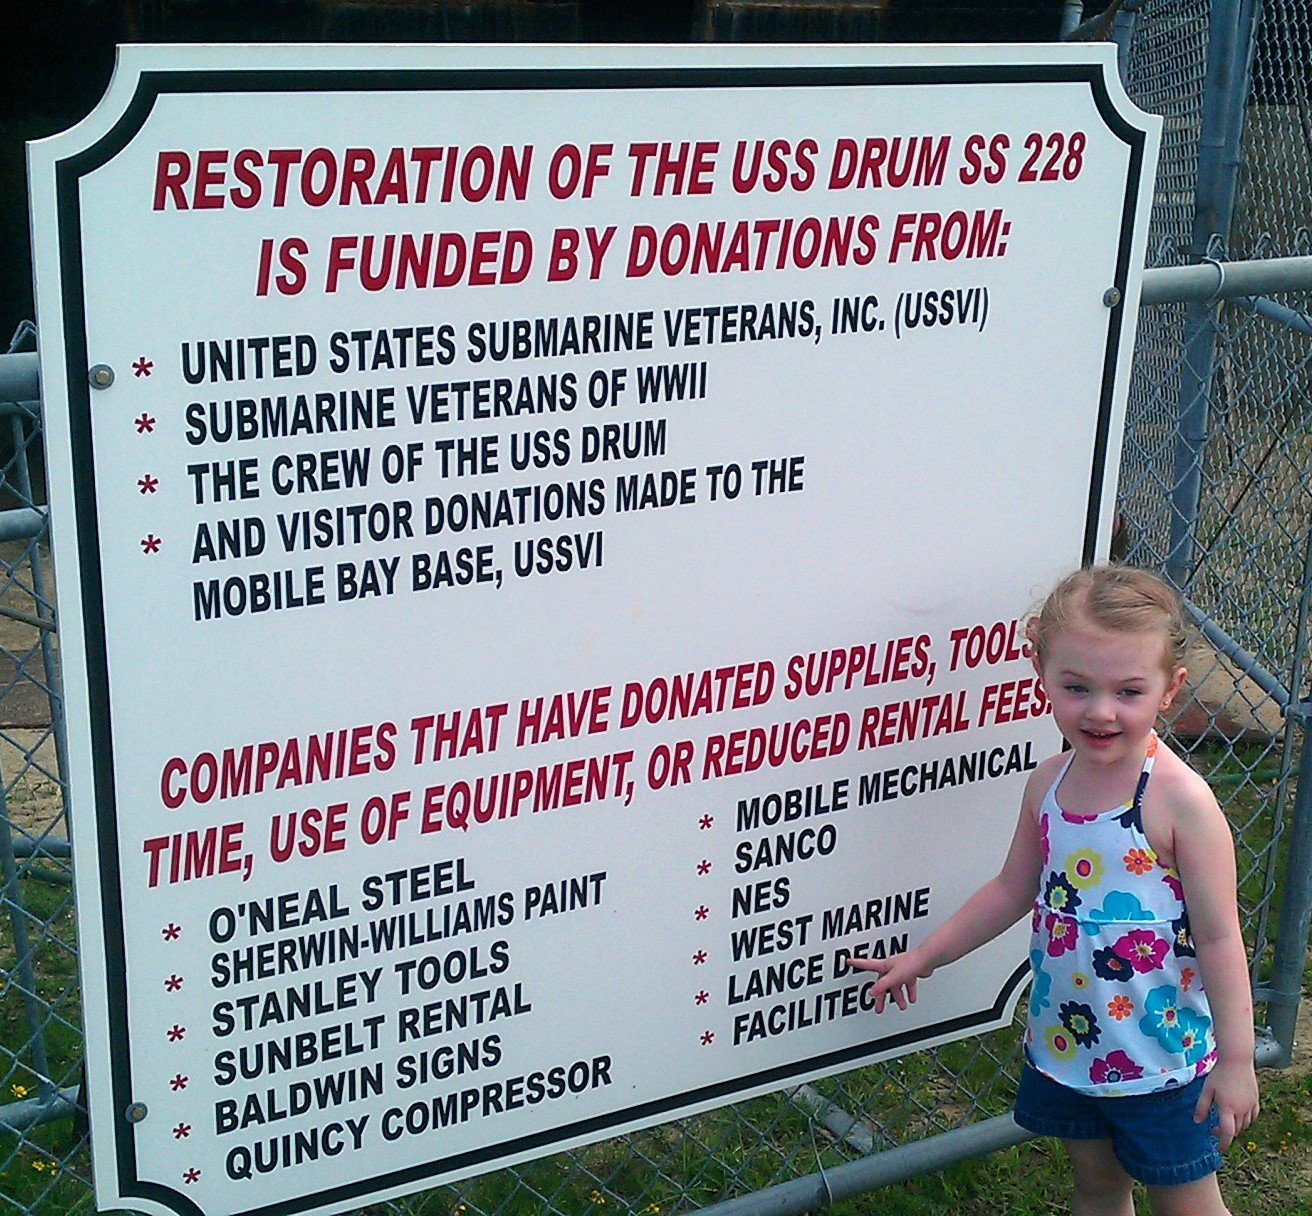 RESTORATION OF THE USS DRUM SS 228
IS FUNDED BY DONATIONS FROM:
* UNITED STATES SUBMARINE VETERANS, INC. (USSVI)
* SUBMARINE VETERANS OF WWII
* THE CREW OF THE USS DRUM
* AND VISITOR DONATIONS MADE TO THE
MOBILE BAY BASE, USSVI
COMPANIES THAT HAVE DONATED SUPPLIES, TOOLS
TIME, USE OF EQUIPMENT, OR REDUCED RENTAL FEES:
* O'NEAL STEEL
* SHERWIN-WILLIAMS PAINT
* STANLEY TOOLS
* SUNBELT RENTAL
* BALDWIN SIGNS
* QUINCY COMPRESSOR
* MOBILE MECHANICAL
* SANCO
* NES
* WEST MARINE
* LANCE DEAN
*